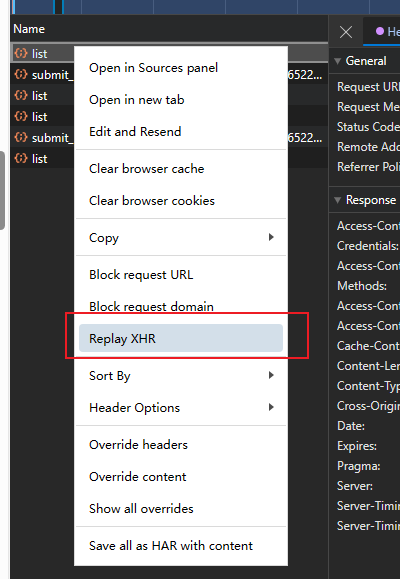 Name
He
list
General
Open in Sources panel
submit_
6522...
Request URL
Open in new tab
list
Request Me
Edit and Resend
list
Status Code
submit_
6522...
Remote Add
Clear browser cache
list
Referrer Poli
Clear browser cookies
Response
Copy
Access-Cont
Credentials:
Block request URL
Access-Cont
Methods:
Block request domain
Access-Cont
Replay XHR
Access-Cont
Cache-Cont
Content-Len
Sort By
Content-Typ
Header Options
Cross-Origin
Date:
Override headers
Expires:
Pragma:
Override content
Server:
Show all overrides
Server-Timin
Server-Timin
Save all as HAR with content